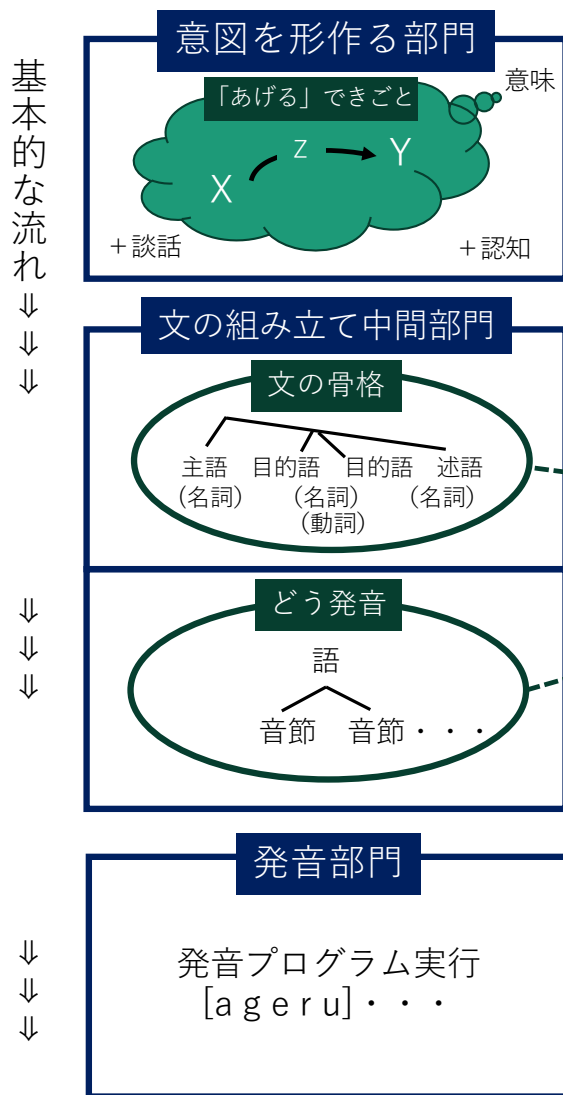 基本的な流れ
⇓
⇓
⇓
意図を形作る部門
「あげる」できごと
意味
X
Z
Y
+談話
+認知
文の組み立て中間部門
文の骨格
主語 目的語 目的語 述語
(名詞) (名詞) (名詞)
(動詞)
⇓
⇓
⇓
どう発音
語
音節 音節・・・
発音部門
⇓
⇓
⇓
発音プログラム実行
[a g e r u]・・・